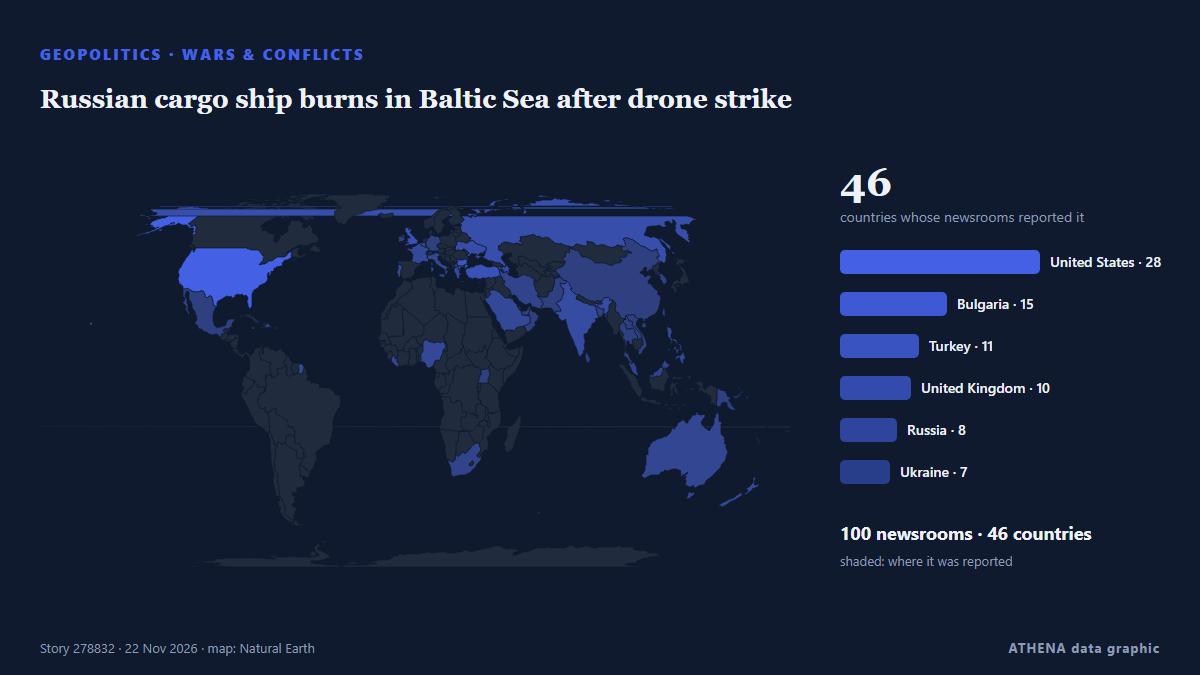 GEOPOLITICS · WARS & CONFLICTS
Russian cargo ship burns in Baltic Sea after drone strike
46
countries whose newsrooms reported it
United States · 28
Bulgaria · 15
Turkey · 11
United Kingdom · 10
Russia · 8
Ukraine · 7
100 newsrooms · 46 countries
shaded: where it was reported
Story 278832 · 22 Nov 2026 · map: Natural Earth
ATHENA data graphic